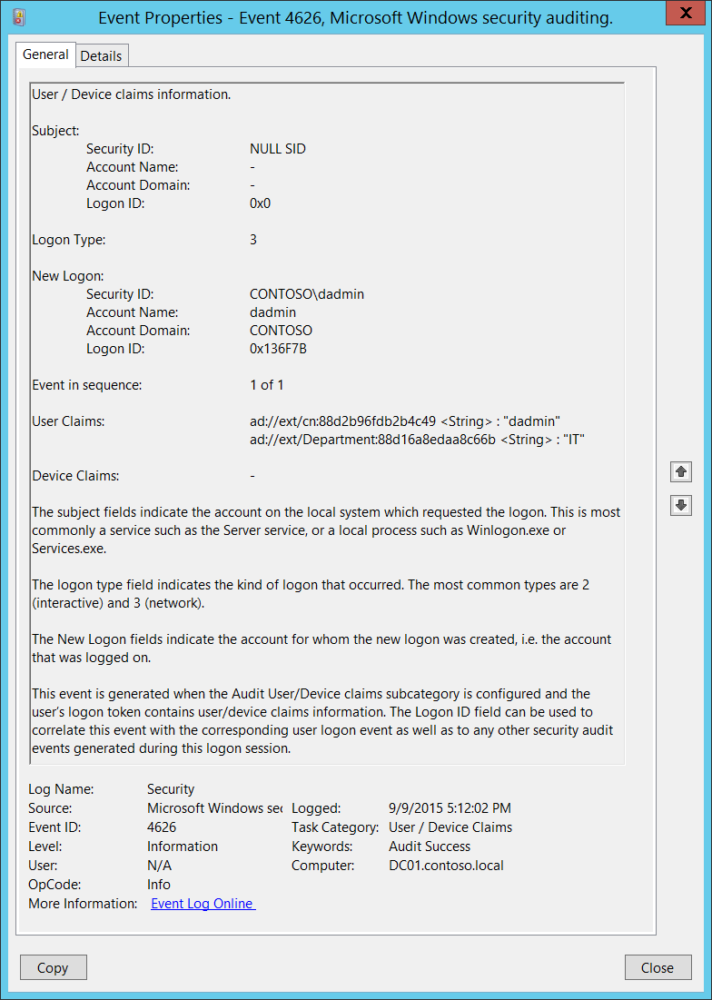 Event Properties - Event 4626, Microsoft Windows security auditing.
X
General Details
User / Device claims information.
Subject:
Security ID: NULL SID
Account Name: -
Account Domain: -
Logon ID: 0x0
Logon Type: 3
New Logon:
Security ID: CONTOSO\dadmin
Account Name: dadmin
Account Domain: CONTOSO
Logon ID: 0x136F7B
Event in sequence: 1 of 1
User Claims: ad://ext/cn:88d2b96fdb2b4c49 <String> : "dadmin"
ad://ext/Department:88d16a8edaa8c66b <String> : "IT"
Device Claims: -
The subject fields indicate the account on the local system which requested the logon. This is most
commonly a service such as the Server service, or a local process such as Winlogon.exe or
Services.exe.
The logon type field indicates the kind of logon that occurred. The most common types are 2
(interactive) and 3 (network).
The New Logon fields indicate the account for whom the new logon was created, i.e. the account
that was logged on.
This event is generated when the Audit User/Device claims subcategory is configured and the
user's logon token contains user/device claims information. The Logon ID field can be used to
correlate this event with the corresponding user logon event as well as to any other security audit
events generated during this logon session.
Log Name: Security
Source: Microsoft Windows sec Logged: 9/9/2015 5:12:02 PM
Event ID: 4626 Task Category: User / Device Claims
Level: Information Keywords: Audit Success
User: N/A Computer: DC01.contoso.local
OpCode: Info
More Information: Event Log Online
Copy Close